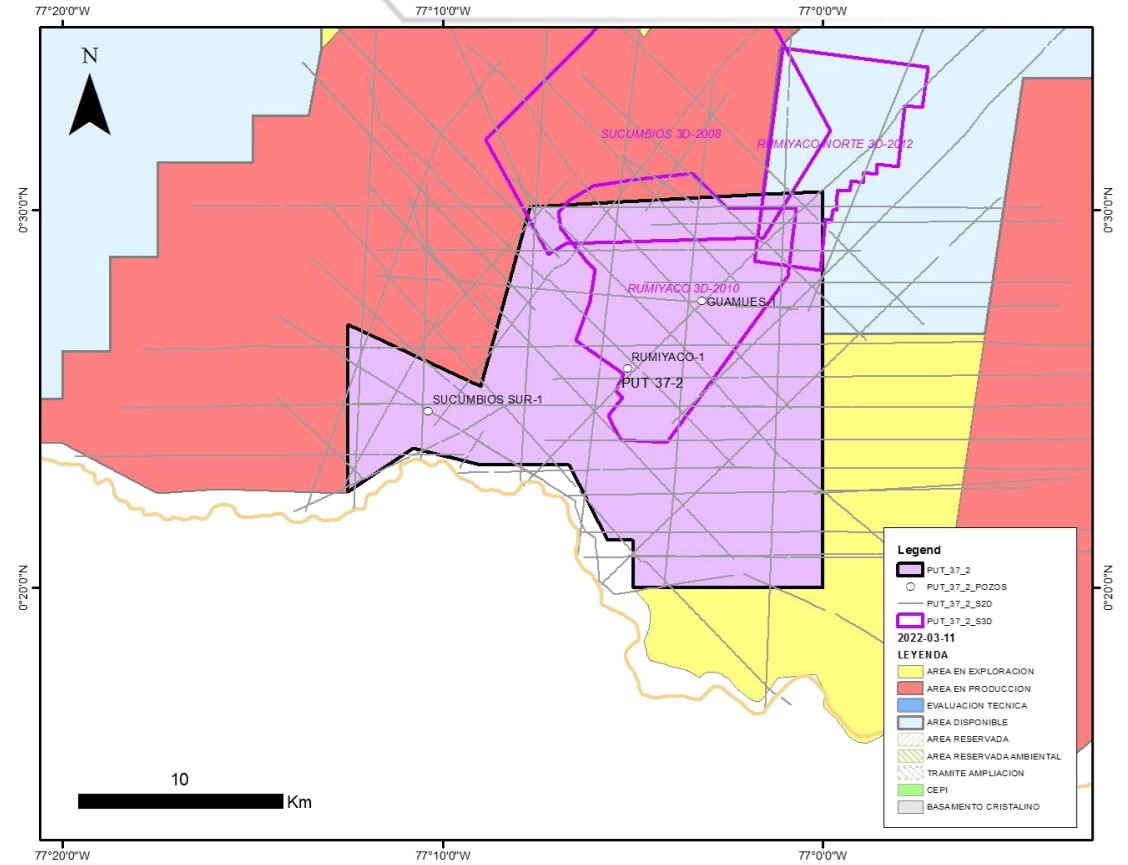 77°20'0"W
77°10'0"W
77°0'0"W
N
SUCUMBIOS 3D-2008
RUMIYACO NORTE 3D-2012
0°30'0"N
0°30'0"N
RUMIYACO 3D-2010
GUAMUES-1
RUMIYACO-1
PUT 37-2
SUCUMBIOS SUR-1
0°20'0"N
0°20'0"N
Legend
PUT_37_2
PUT_37_2_POZOS
PUT_37_2_S2D
PUT_37_2_S3D
2022-03-11
LEYENDA
AREA EN EXPLORACION
AREA EN PRODUCCION
EVALUACION TECNICA
AREA DISPONIBLE
AREA RESERVADA
AREA RESERVADA AMBIENTAL
TRAMITE AMPLIACION
CEPI
BASAMENTO CRISTALINO
10
Km
77°20'0"W
77°10'0"W
77°0'0"W